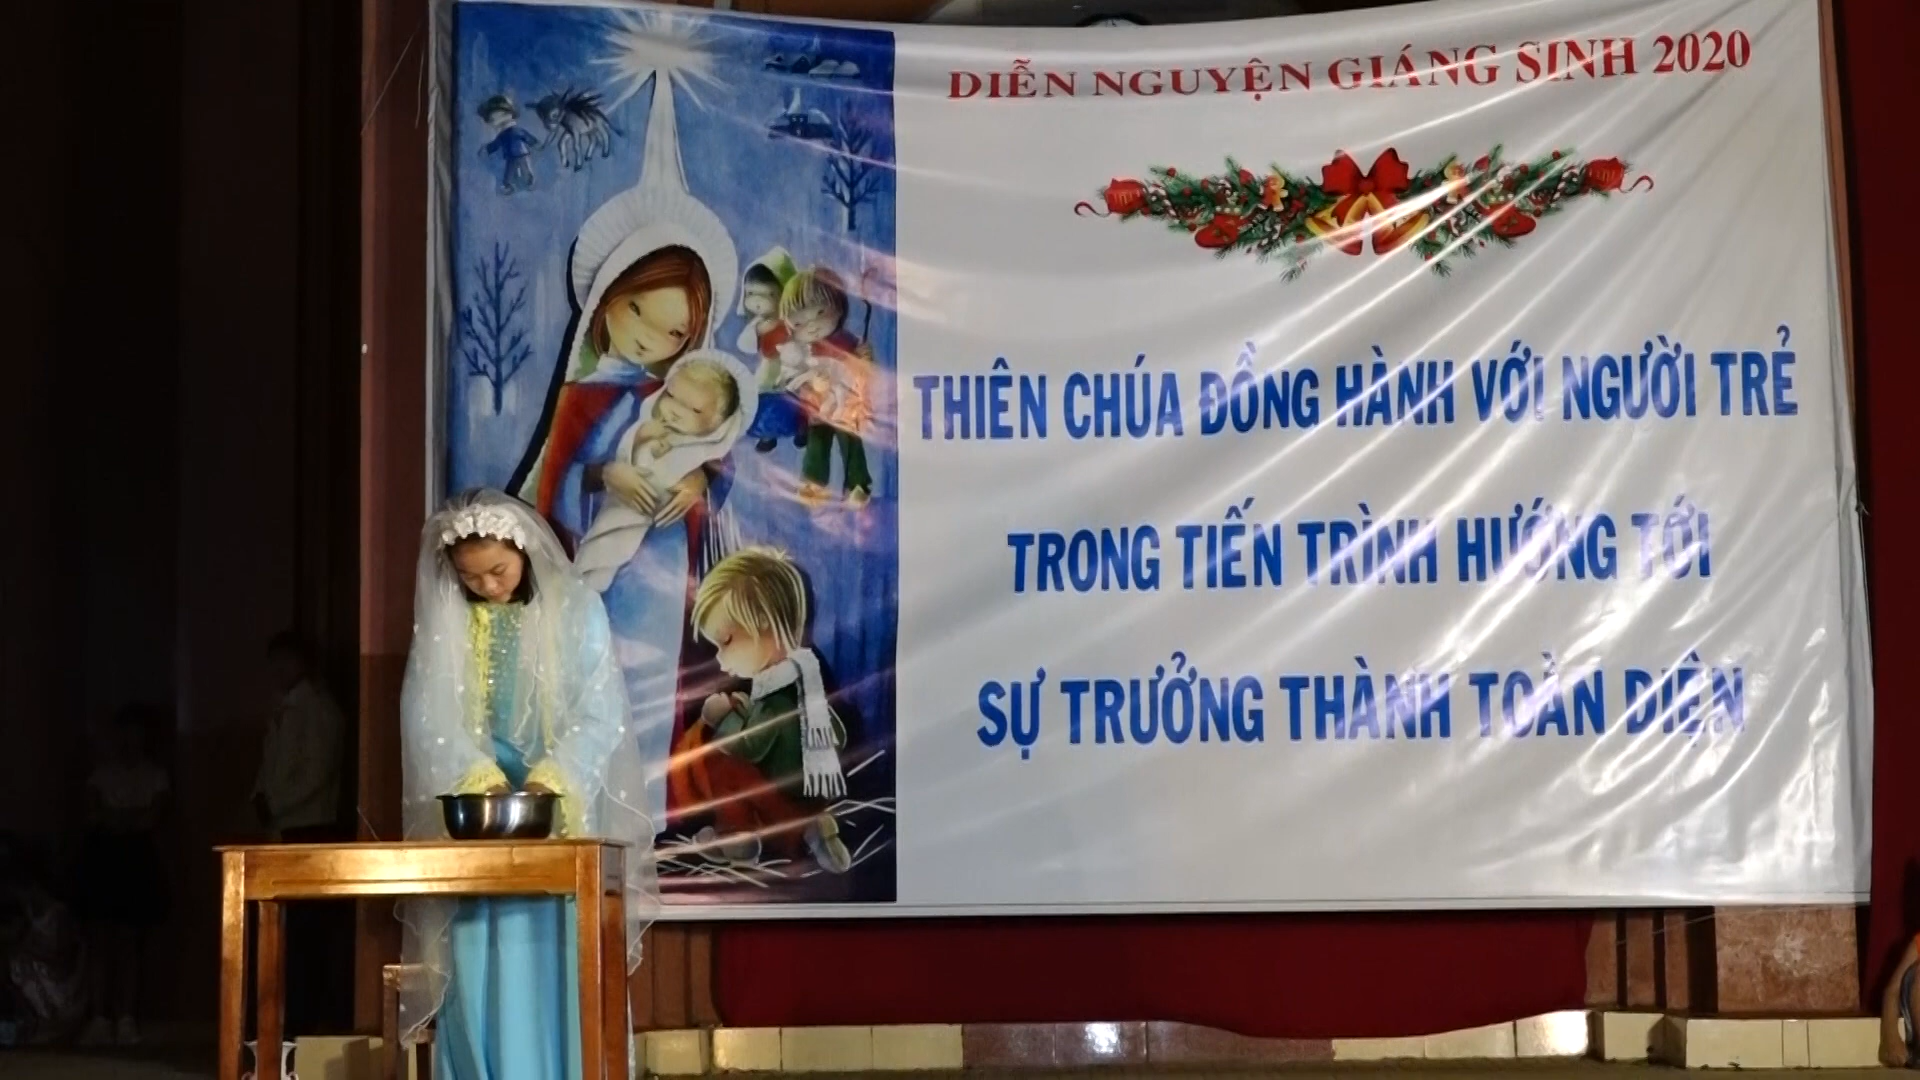 DIỄN NGUYỆN GIÁNG SINH 2020
THIÊN CHÚA ĐỒNG HÀNH VỚI NGƯỜI TRẺ
TRONG TIẾN TRÌNH HƯỚNG TỚI
SỰ TRƯỞNG THÀNH TOÀN DIỆN